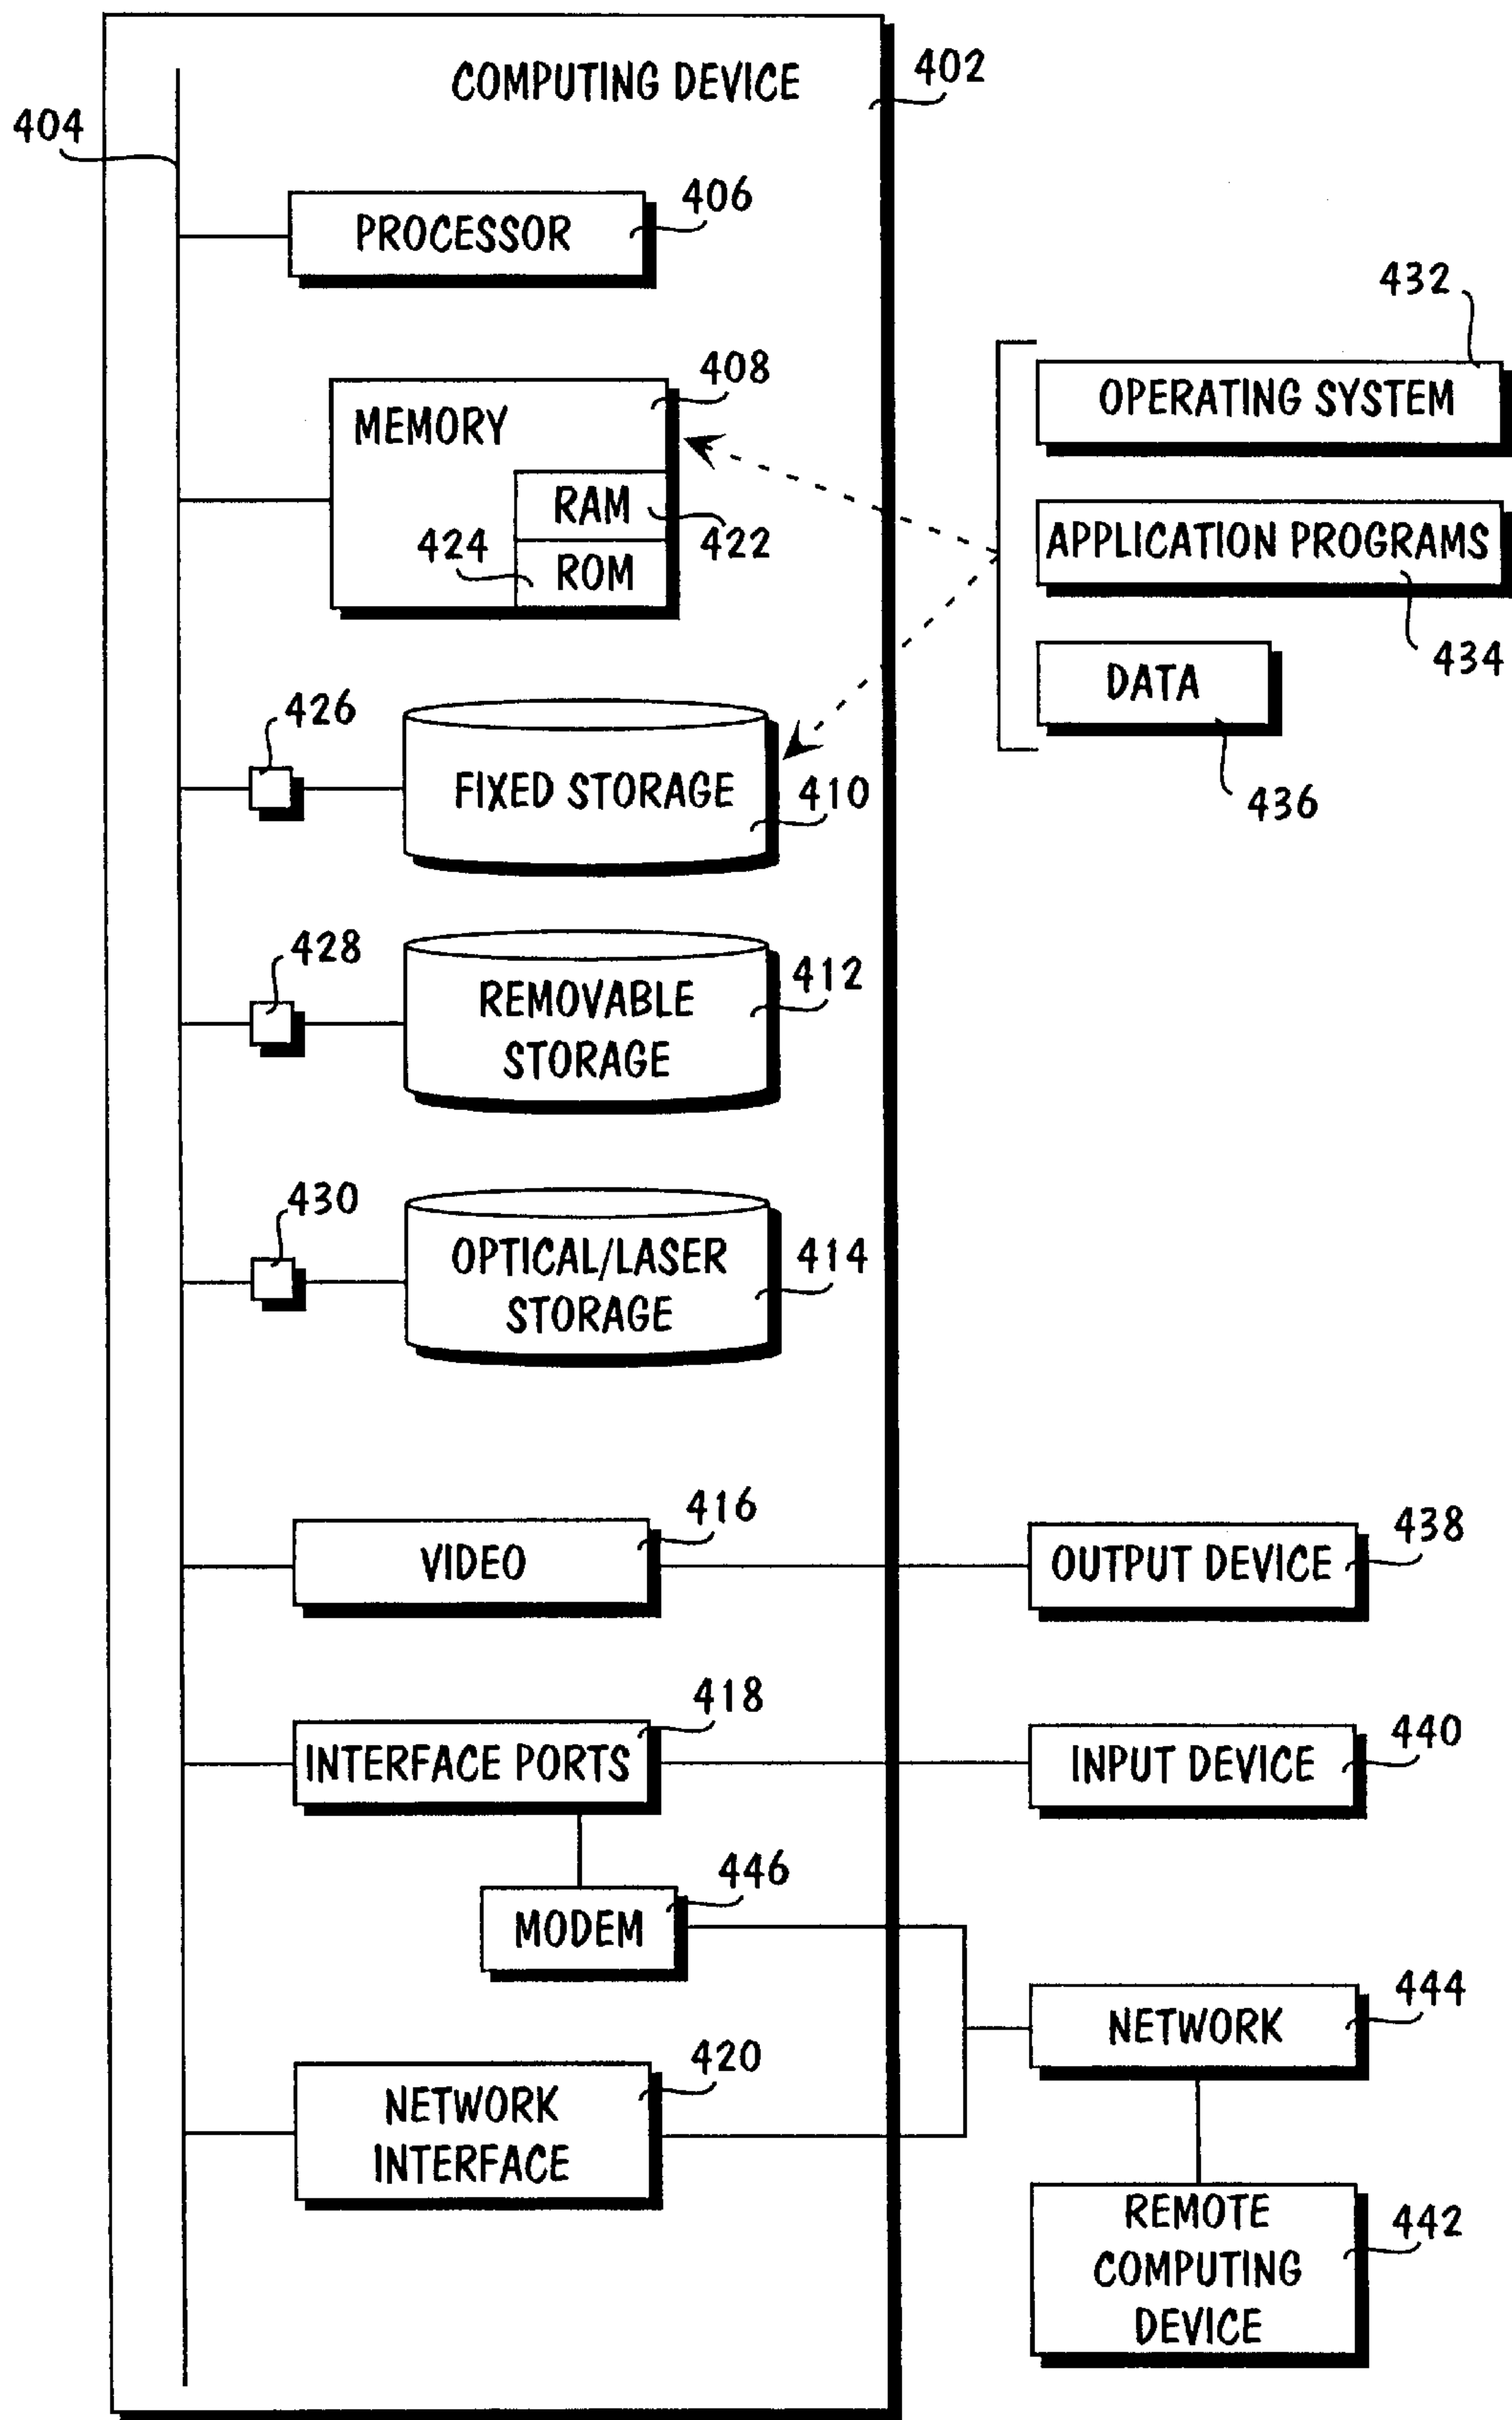 COMPUTING DEVICE
402
404
406
PROCESSOR
432
408
OPERATING SYSTEM
MEMORY
RAM
422
424
ROM
APPLICATION PROGRAMS
434
DATA
436
426
FIXED STORAGE
410
428
412
REMOVABLE
STORAGE
430
OPTICAL/LASER
STORAGE
414
416
VIDEO
438
OUTPUT DEVICE
418
INTERFACE PORTS
440
INPUT DEVICE
446
MODEM
444
NETWORK
420
NETWORK
INTERFACE
REMOTE
COMPUTING
DEVICE
442